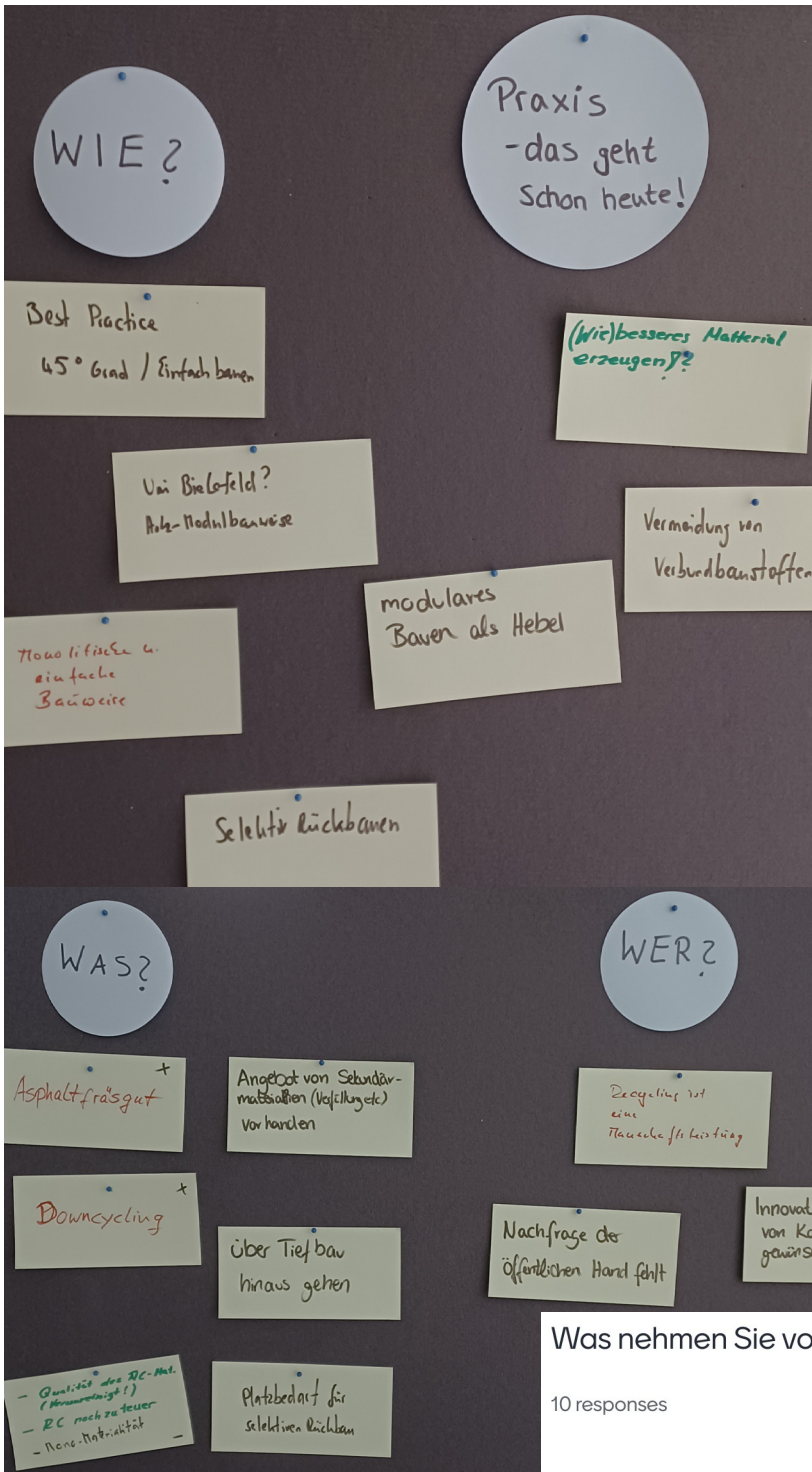 WIE?
Praxis
-das geht
schon heute!
Best Practice
45° Grad / Einfach bauen
(Wie)besseres Matterial
erzeugen)??
Uni Bielefeld?
Holz-Modulbauweise
Vermeidung von
Verbundbaustoffen
modulares
Bauen als Hebel
Monolitische u.
einfache
Bauweise
Selektiv Rückbauen
WAS?
WER?
Asphaltfräsgut +
Angebot von Sekundär-
materialien (Verfüllung etc)
vorhanden
Recycling ist
eine
Mannschaftsleistung
Downcycling +
über Tiefbau
hinaus gehen
Nachfrage der
öffentlichen Hand fehlt
Innovat
von Ko
gewüns
- Qualität des RC-Mat.
(Verunreinigt!)
- RC noch zu teuer
- Mono-Materialität -
Platzbedarf für
selektiven Rückbau
Was nehmen Sie vo
10 responses